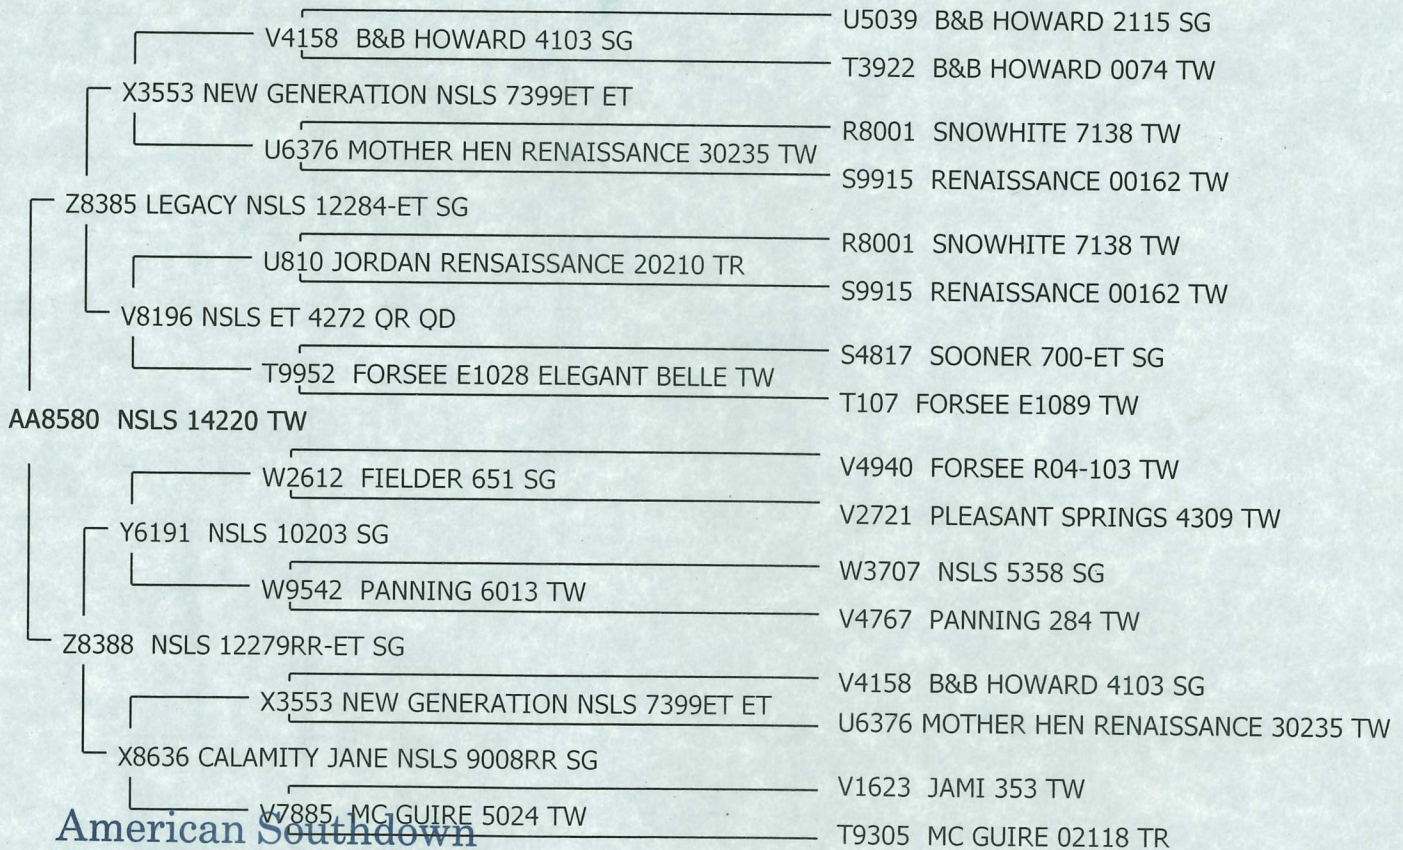 U5039 B&B HOWARD 2115 SG
V4158 B&B HOWARD 4103 SG
T3922 B&B HOWARD 0074 TW
X3553 NEW GENERATION NSLS 7399ET ET
R8001 SNOWHITE 7138 TW
U6376 MOTHER HEN RENAISSANCE 30235 TW
S9915 RENAISSANCE 00162 TW
Z8385 LEGACY NSLS 12284-ET SG
R8001 SNOWHITE 7138 TW
U810 JORDAN RENSAISSANCE 20210 TR
S9915 RENAISSANCE 00162 TW
V8196 NSLS ET 4272 QR QD
S4817 SOONER 700-ET SG
T9952 FORSEE E1028 ELEGANT BELLE TW
T107 FORSEE E1089 TW
AA8580 NSLS 14220 TW
V4940 FORSEE R04-103 TW
W2612 FIELDER 651 SG
V2721 PLEASANT SPRINGS 4309 TW
Y6191 NSLS 10203 SG
W3707 NSLS 5358 SG
W9542 PANNING 6013 TW
V4767 PANNING 284 TW
Z8388 NSLS 12279RR-ET SG
V4158 B&B HOWARD 4103 SG
X3553 NEW GENERATION NSLS 7399ET ET
U6376 MOTHER HEN RENAISSANCE 30235 TW
X8636 CALAMITY JANE NSLS 9008RR SG
V1623 JAMI 353 TW
V7885 MC GUIRE 5024 TW
T9305 MC GUIRE 02118 TR
American Southdown